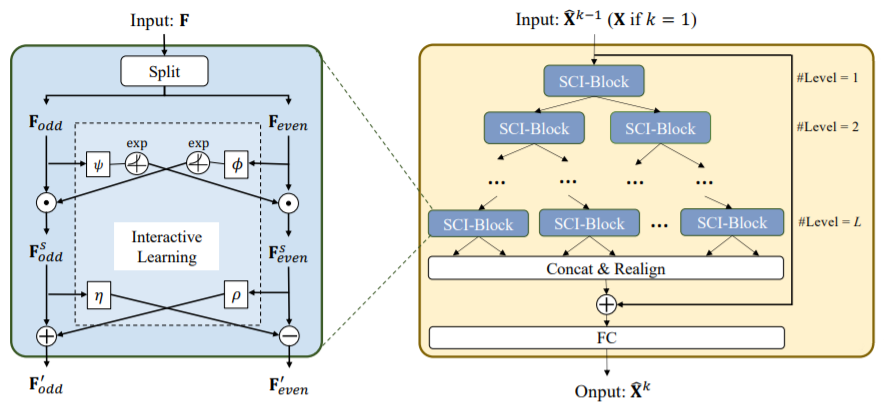 Input: F
Split
F_odd
F_even
exp
exp
ψ
ϕ
F^s_odd
F^s_even
Interactive
Learning
η
ρ
F′_odd
F′_even
Input: X̂^{k−1} (X if k = 1)
SCI-Block
#Level = 1
SCI-Block
SCI-Block
#Level = 2
... ... ... ...
SCI-Block
SCI-Block
...
SCI-Block
#Level = L
Concat & Realign
FC
Onput: X̂^k